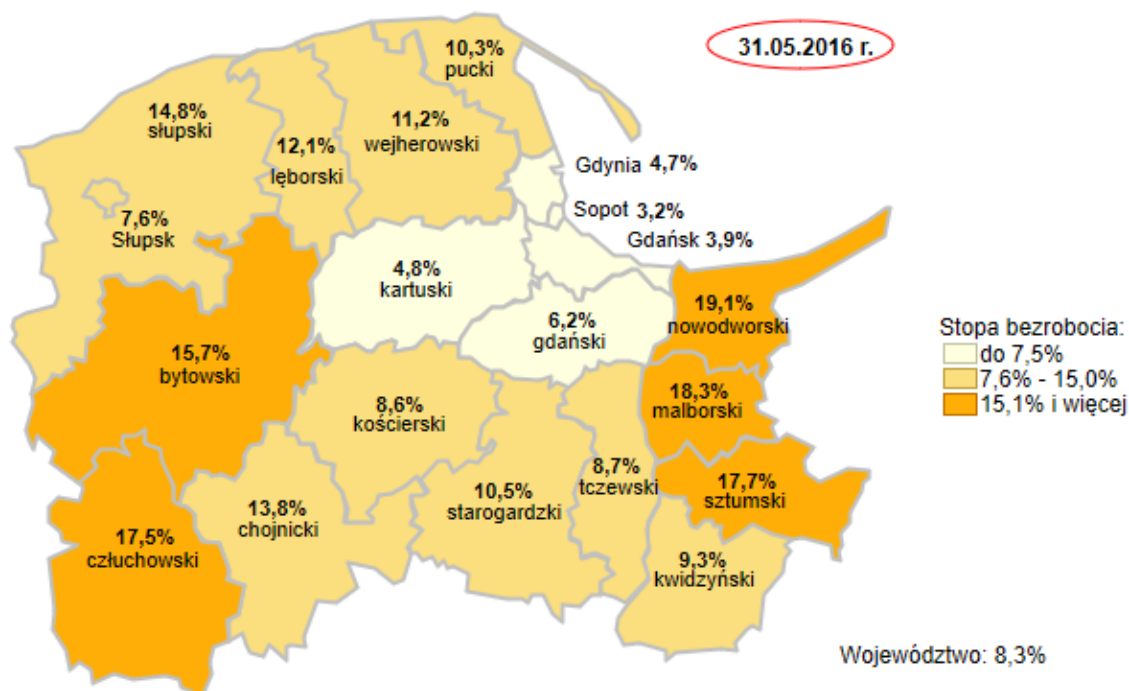 31.05.2016 r.
10,3%
pucki
14,8%
słupski
11,2%
wejherowski
12,1%
lęborski
Gdynia 4,7%
Sopot 3,2%
7,6%
Słupsk
Gdańsk 3,9%
4,8%
kartuski
19,1%
nowodworski
6,2%
gdański
Stopa bezrobocia:
do 7,5%
7,6% - 15,0%
15,1% i więcej
15,7%
bytowski
18,3%
malborski
8,6%
kościerski
8,7%
tczewski
17,7%
sztumski
10,5%
starogardzki
13,8%
chojnicki
17,5%
człuchowski
9,3%
kwidzyński
Województwo: 8,3%